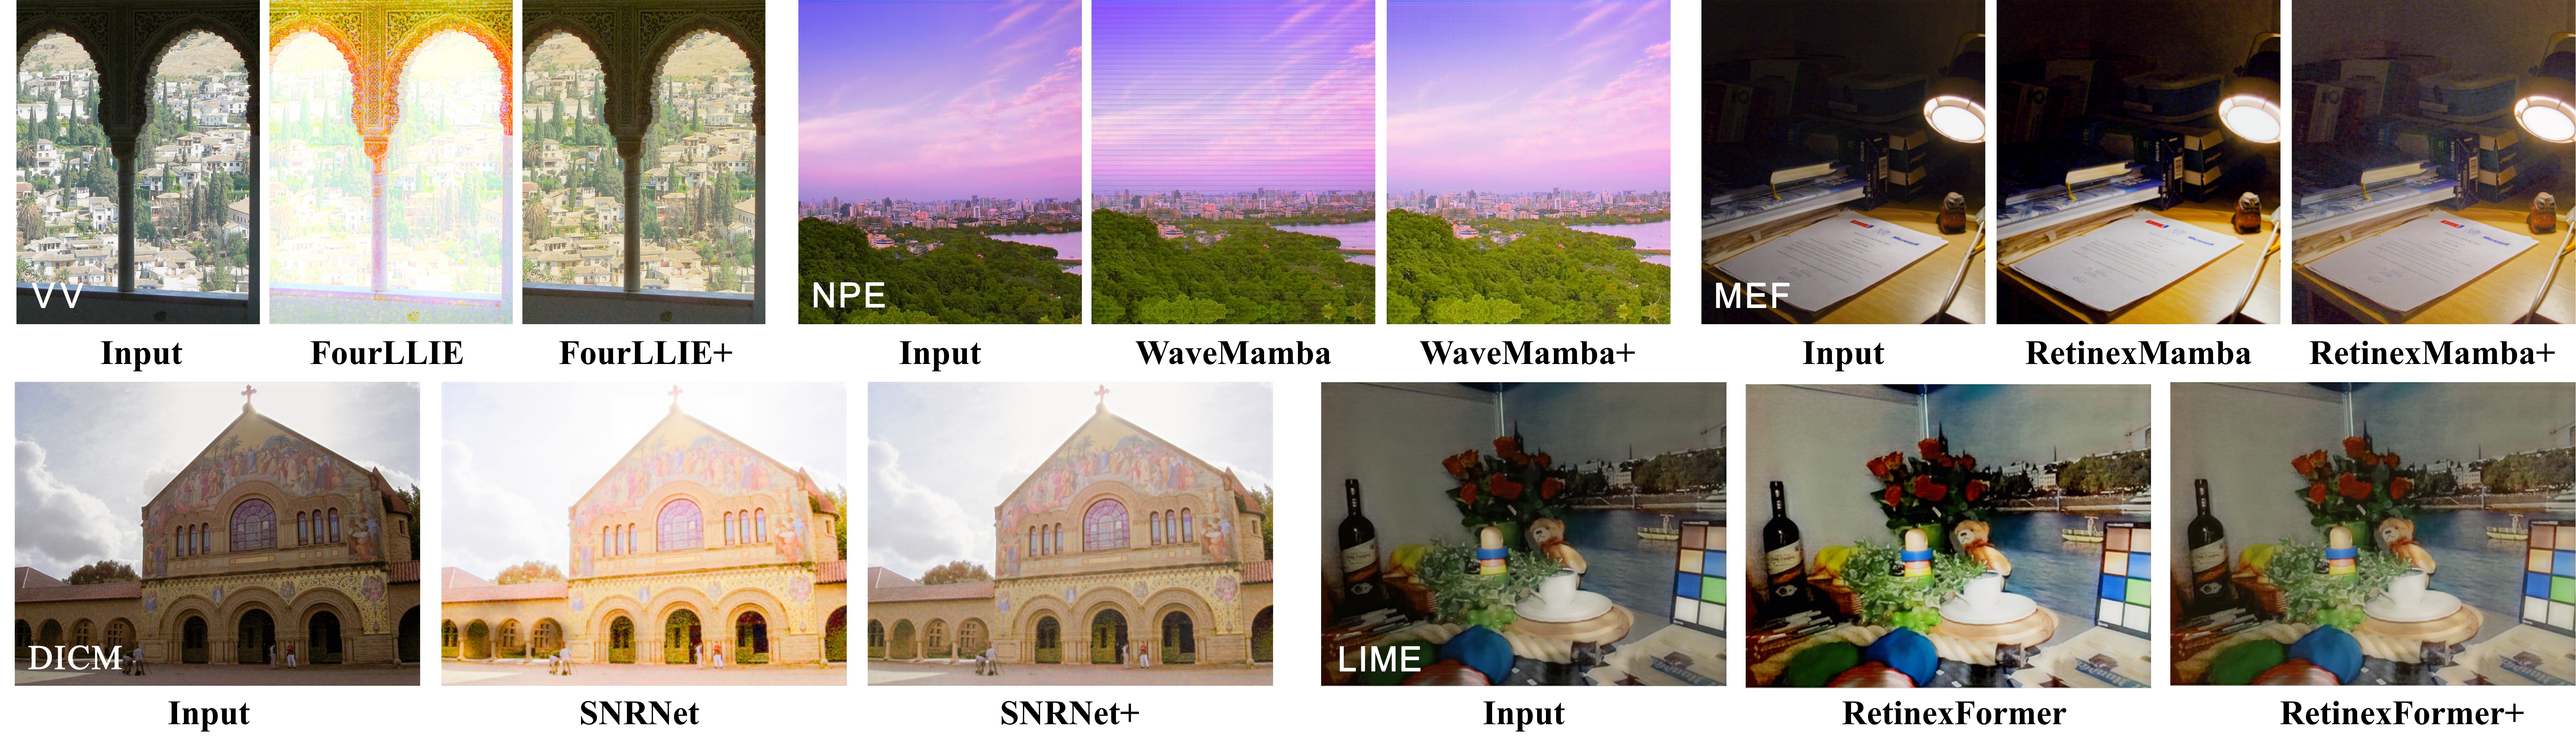 VV
NPE
MEF
Input
FourLLIE
FourLLIE+
Input
WaveMamba
WaveMamba+
Input
RetinexMamba
RetinexMamba+
DICM
LIME
Input
SNRNet
SNRNet+
Input
RetinexFormer
RetinexFormer+